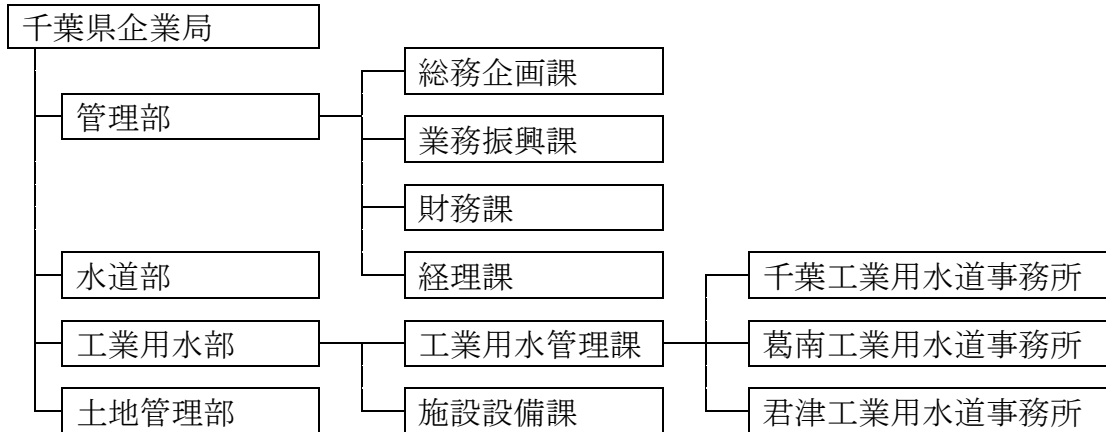 千葉県企業局
管理部
総務企画課
業務振興課
財務課
経理課
水道部
工業用水部
工業用水管理課
千葉工業用水道事務所
葛南工業用水道事務所
君津工業用水道事務所
施設設備課
土地管理部